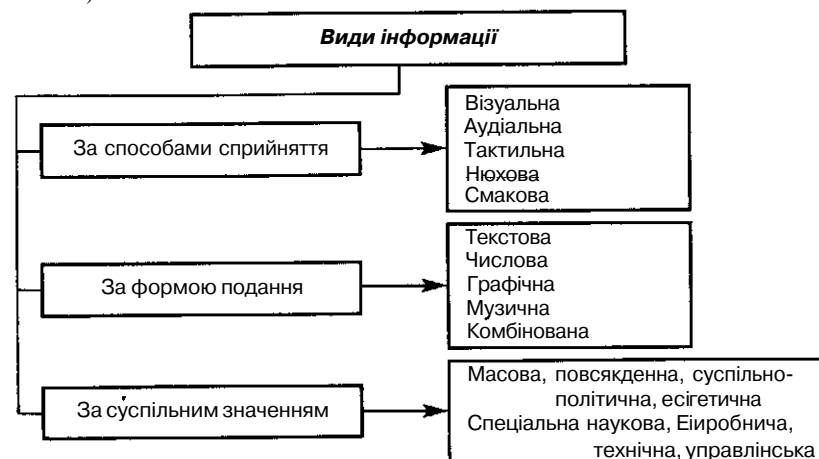 Види інформації
За способами сприйняття
Візуальна
Аудіальна
Тактильна
Нюхова
Смакова
За формою подання
Текстова
Числова
Графічна
Музична
Комбінована
За суспільним значенням
Масова, повсякденна, суспільно-
політична, есігетична
Спеціальна наукова, Еіиробнича,
технічна, управлінська